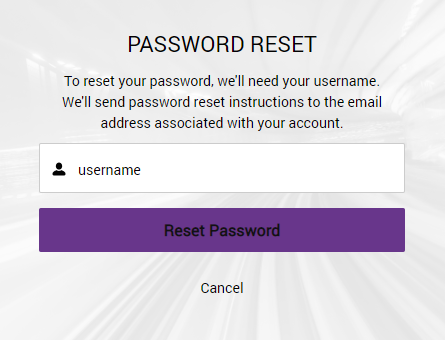 PASSWORD RESET
To reset your password, we'll need your username.
We'll send password reset instructions to the email
address associated with your account.
username
Reset Password
Cancel